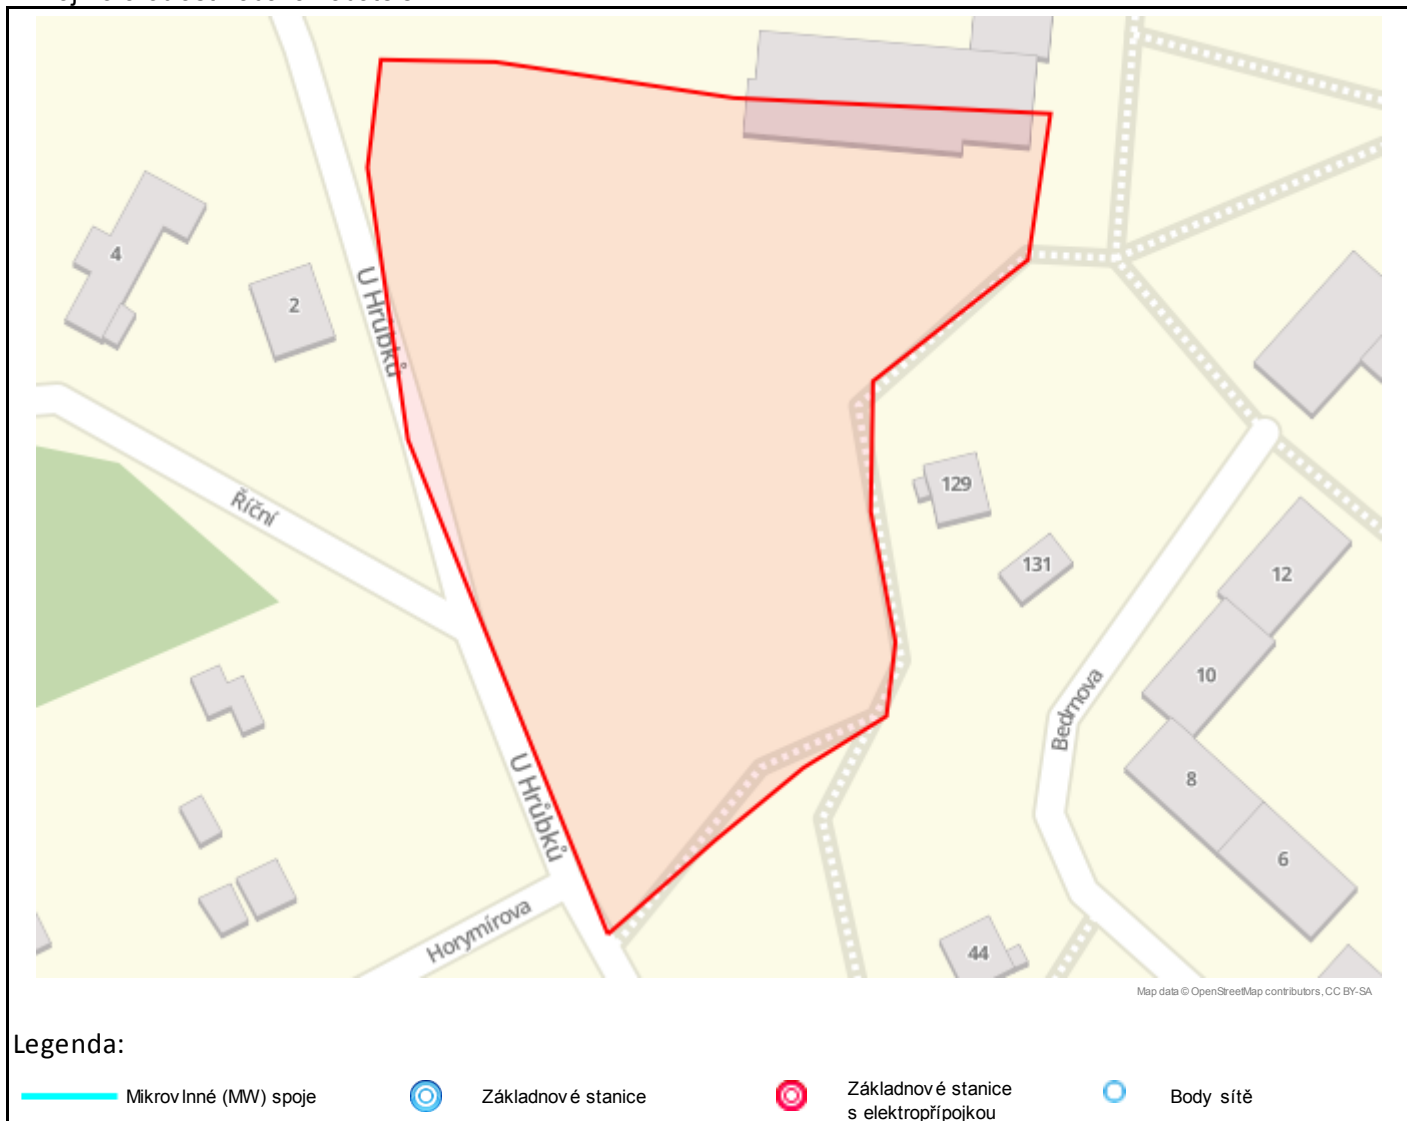 4
2
U Hrůbků
Říční
129
131
12
10
Bedrnova
8
6
U Hrůbků
Horymírova
44
Map data © OpenStreetMap contributors, CC BY-SA
Legenda:
Mikrovlnné (MW) spoje
Základnové stanice
Základnové stanice
s elektropřípojkou
Body sítě